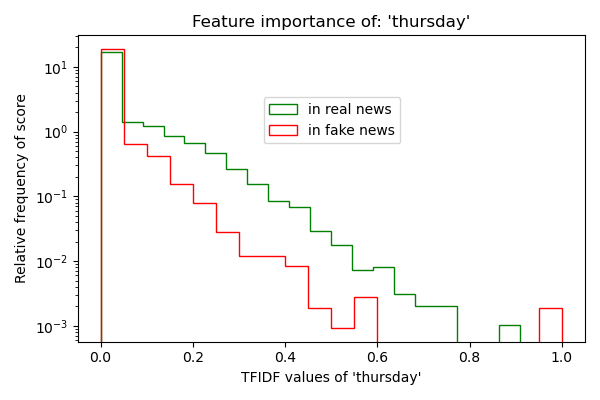 Feature importance of: 'thursday'
Relative frequency of score
10¹
10⁰
10⁻¹
10⁻²
10⁻³
in real news
in fake news
0.0 0.2 0.4 0.6 0.8 1.0
TFIDF values of 'thursday'